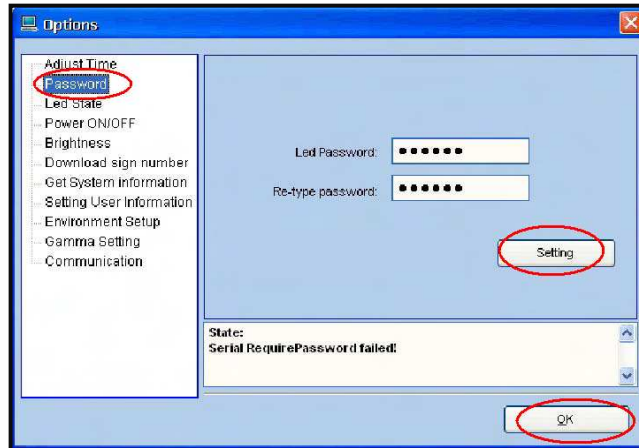 Options
Adjust Time
Password
Led State
Power ON/OFF
Brightness
Download sign number
Get System information
Setting User Information
Environment Setup
Gamma Setting
Communication
Led Password: ●●●●●●
Re-type password: ●●●●●●
Setting
State:
Serial RequirePassword failed!
OK